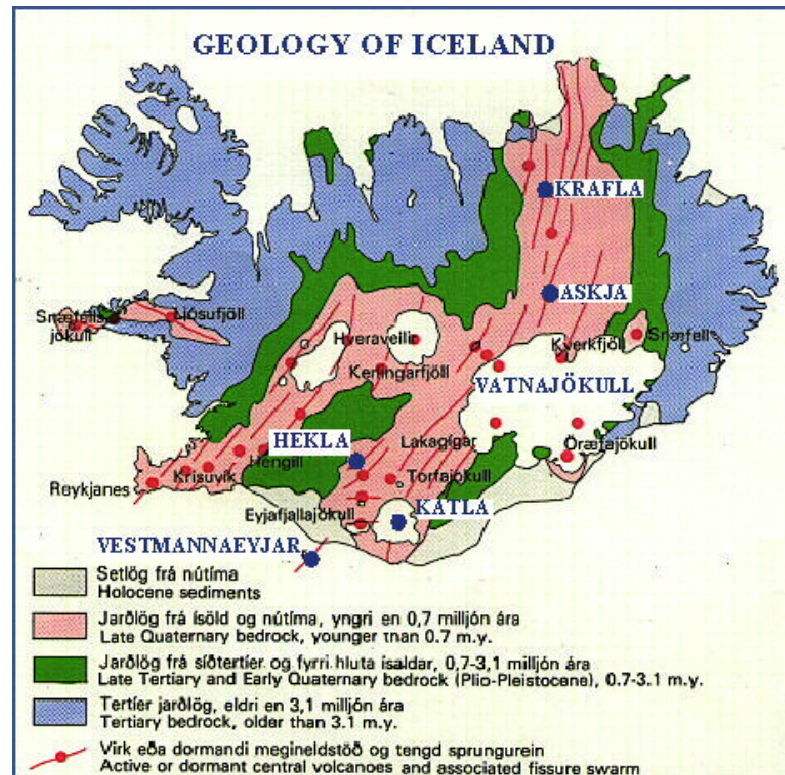 GEOLOGY OF ICELAND
KRAFLA
ASKJA
Snæfells
jökull
Ljósufjöll
Hveravellir
Kerlingarfjöll
Kverkfjöll
Snæfell
VATNAJÖKULL
HEKLA
Lakagígar
Öræfajökull
Hengill
Krisuvík
Reykjanes
Torfajökull
Eyjafjallajökull
KATLA
VESTMANNAEYJAR
Setlög frá nútíma
Holocene sediments
Jarðlög frá ísöld og nútíma, yngri en 0,7 milljón ára
Late Quaternary bedrock, younger than 0.7 m.y.
Jarðlög frá síðtertíer og fyrri hluta ísaldar, 0,7-3,1 milljón ára
Late Tertiary and Early Quaternary bedrock (Plio-Pleistocene), 0.7-3.1 m.y.
Tertíer jarðlög, eldri en 3,1 milljón ára
Tertiary bedrock, older than 3.1 m.y.
Virk eða dormandi megineldstöð og tengd sprungurein
Active or dormant central volcanoes and associated fissure swarm